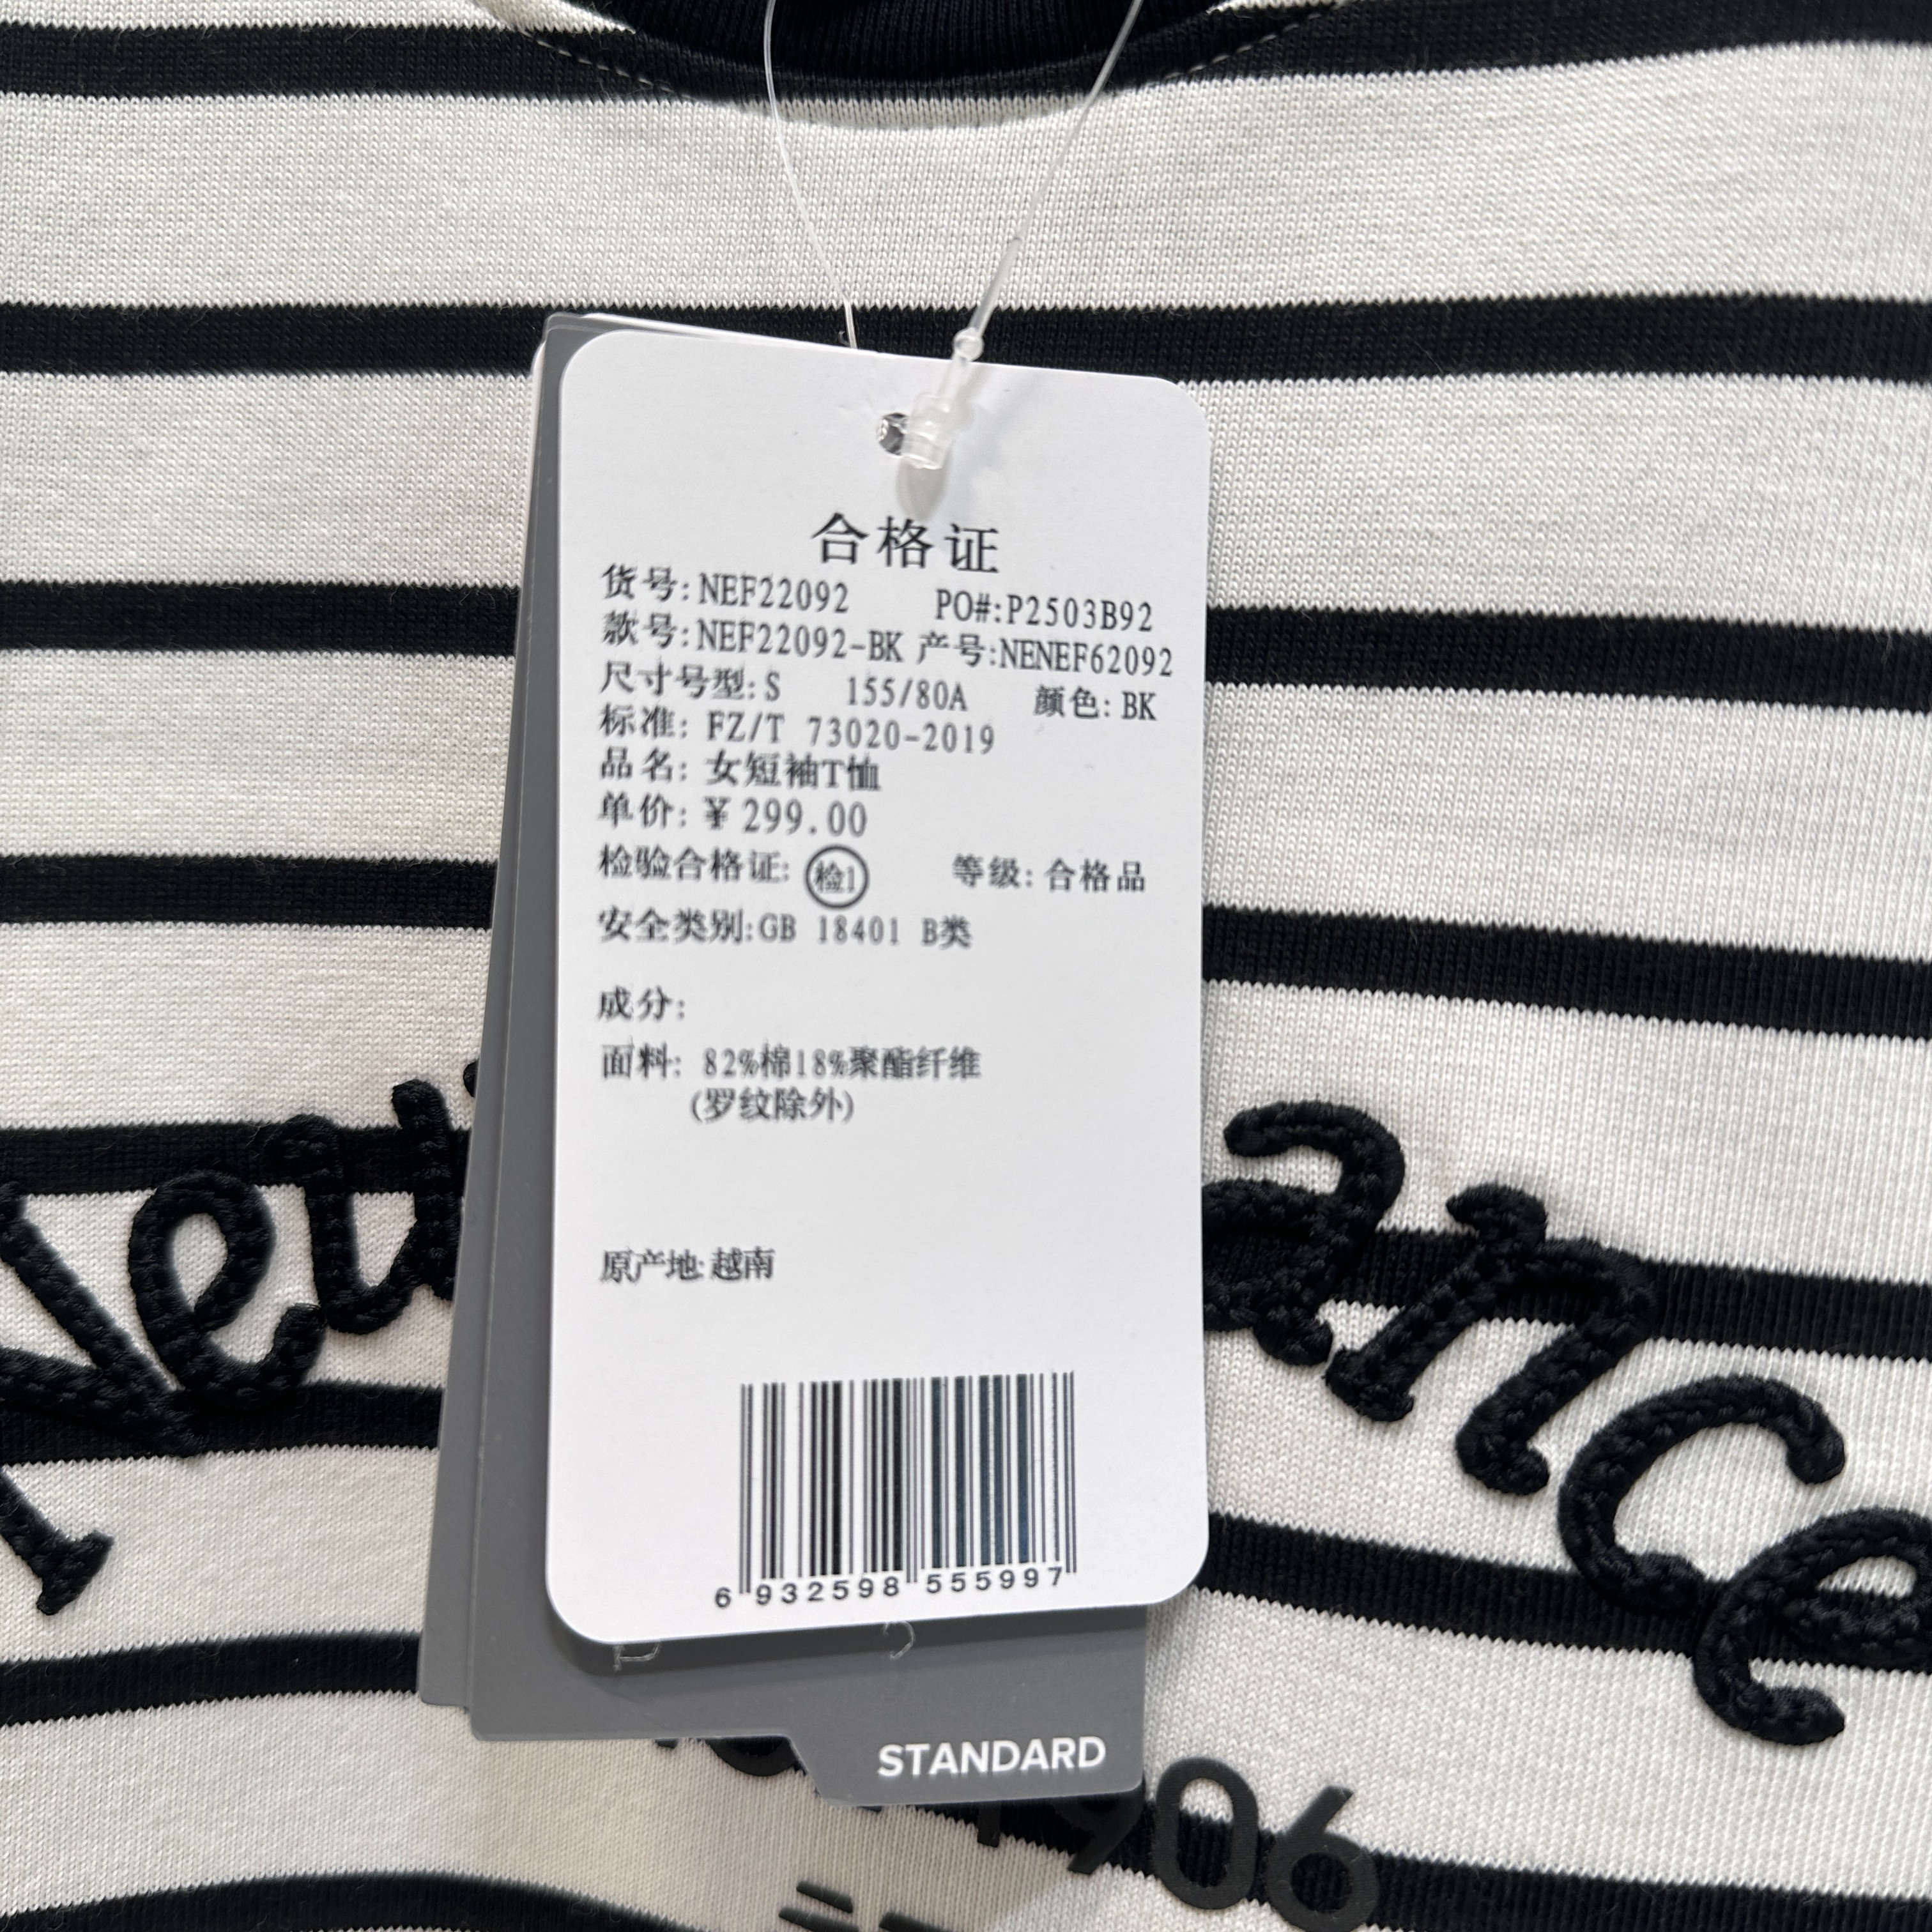 合格证
货号: NEF22092 PO#:P2503B92
款号: NEF22092-BK 产号:NENEF62092
尺寸号型: S 155/80A 颜色: BK
标准: FZ/T 73020-2019
品名: 女短袖T恤
单价: ¥ 299.00
检验合格证: 检1 等级: 合格品
安全类别:GB 18401 B类
成分:
面料: 82%棉18%聚酯纤维
(罗纹除外)
原产地:越南
6 932598 555997
STANDARD
New
ance
1906